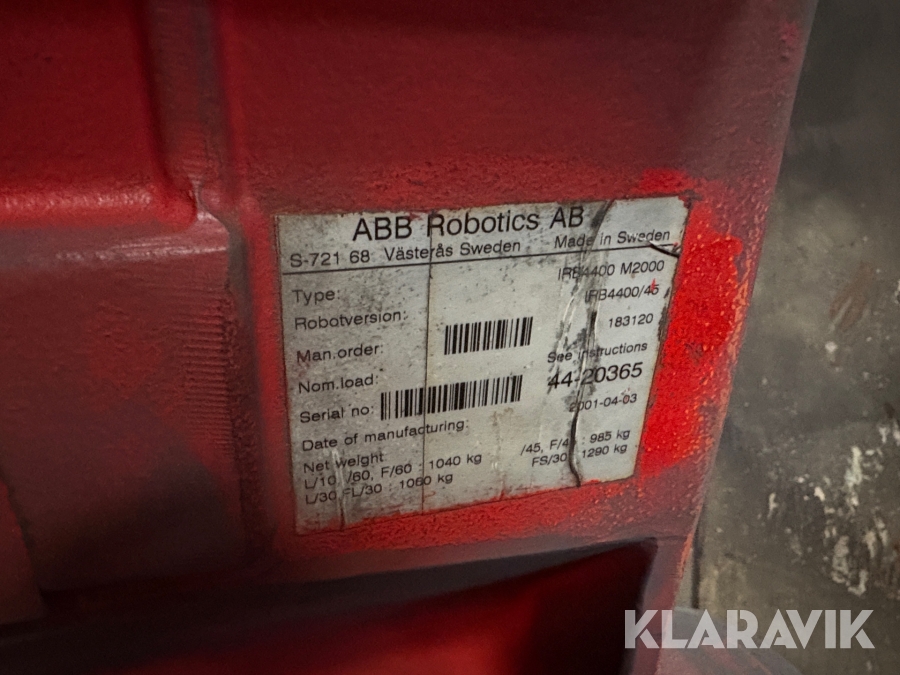 ABB Robotics AB
S-721 68 Västerås Sweden Made in Sweden
Type: IRB4400 M2000
Robotversion: IRB4400/45
Man.order: 183120
Nom.load: See instructions
Serial no: 44-20365
Date of manufacturing: 2001-04-03
Net weight /45, F/45 : 985 kg
L/10 /60, F/60 : 1040 kg FS/30 : 1290 kg
L/30 FL/30 : 1060 kg
KLARAVIK